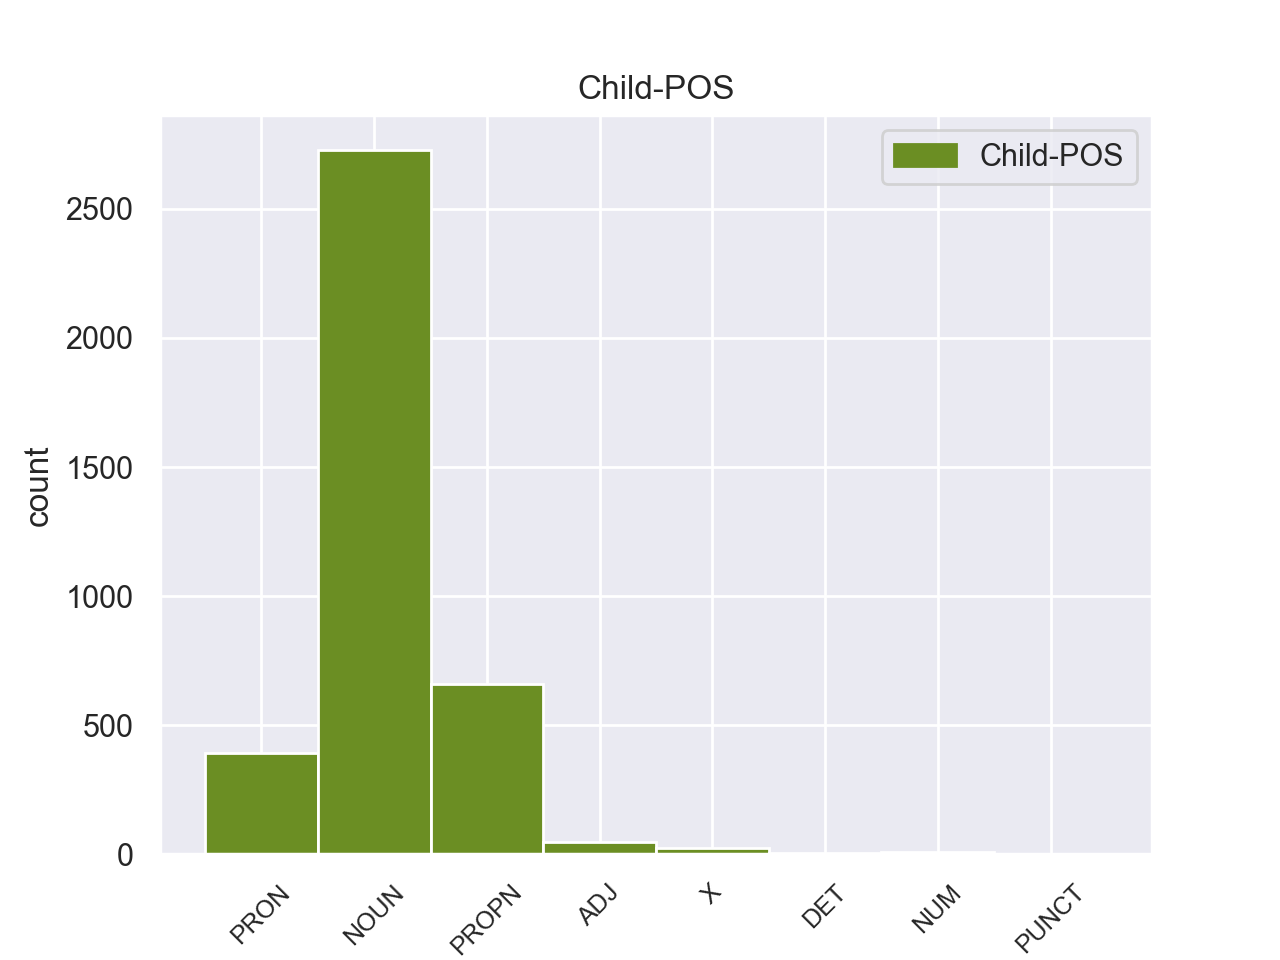 Child-POS
Child-POS
2500
2000
1500
1000
500
0
count
PRON
NOUN
PROPN
ADJ
X
DET
NUM
PUNCT